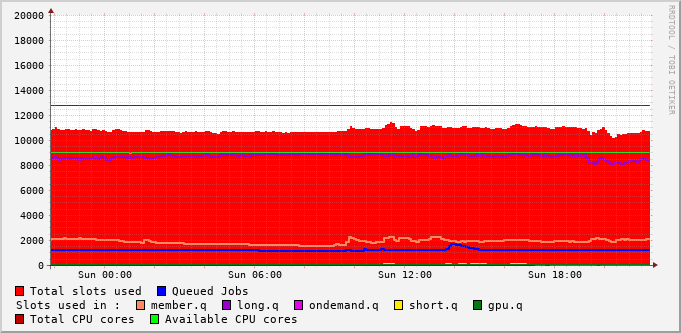 20000
18000
16000
14000
12000
10000
8000
6000
4000
2000
0
Sun 00:00 Sun 06:00 Sun 12:00 Sun 18:00
RRDTOOL / TOBI OETIKER
Total slots used Queued Jobs
Slots used in : member.q long.q ondemand.q short.q gpu.q
Total CPU cores Available CPU cores